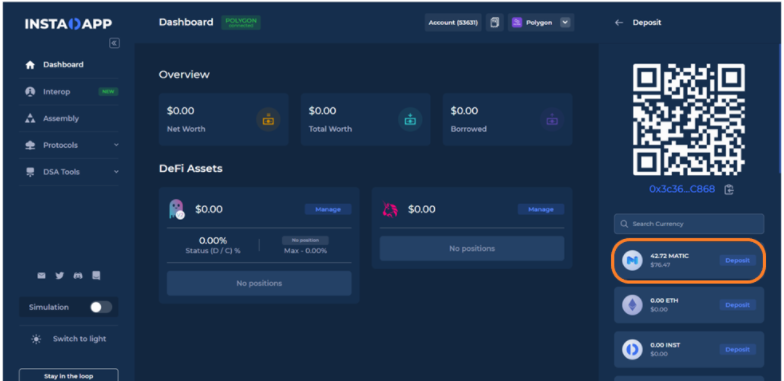 INSTADAPP
Dashboard
POLYGON
connected
Account (53631)
Polygon
Deposit
Dashboard
Interop
NEW
Assembly
Protocols
DSA Tools
Simulation
Switch to light
Stay in the loop
Overview
$0.00
Net Worth
$0.00
Total Worth
$0.00
Borrowed
DeFi Assets
$0.00
Manage
0.00%
Status (D / C) %
No position
Max - 0.00%
No positions
$0.00
Manage
No positions
0x3c36...C868
Search Currency
42.72 MATIC
$76.47
Deposit
0.00 ETH
$0.00
Deposit
0.00 INST
$0.00
Deposit